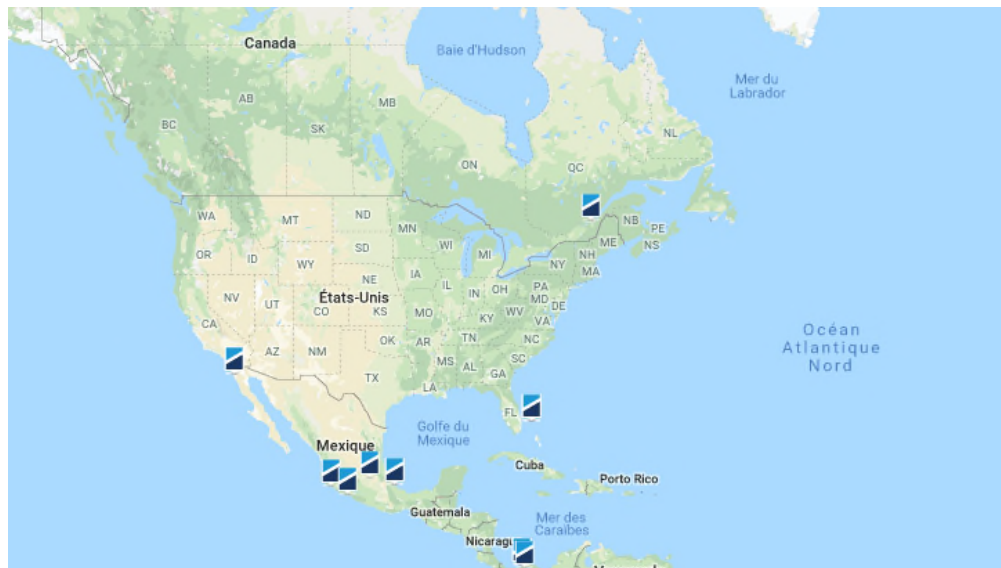 Canada
Baie d'Hudson
Mer du
Labrador
AB
MB
BC
SK
NL
ON
QC
NB
PE
NS
WA
MT
ND
MN
ME
OR
ID
SD
WI
MI
NH
WY
NY
MA
IA
NE
PA
NV
UT
IL
IN
OH
MD
DE
États-Unis
CO
KS
MO
KY
WV
VA
CA
OK
AR
TN
NC
AZ
NM
MS
AL
SC
GA
TX
LA
FL
Océan
Atlantique
Nord
Golfe du
Mexique
Mexique
Cuba
Porto Rico
Guatemala
Mer des
Caraïbes